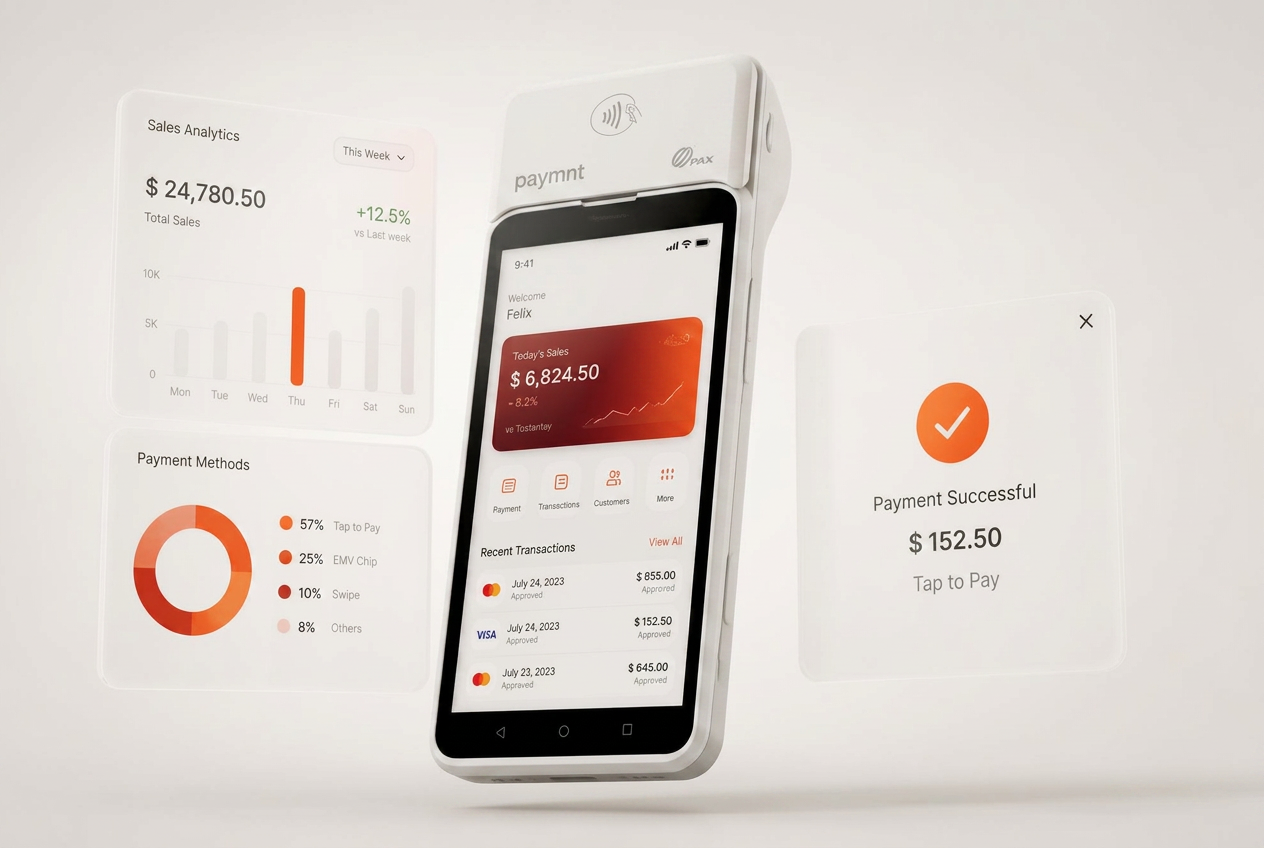 Sales Analytics
This Week
$ 24,780.50
Total Sales
+12.5%
vs Last week
10K
5K
0
Mon Tue Wed Thu Fri Sat Sun
Payment Methods
57% Tap to Pay
25% EMV Chip
10% Swipe
8% Others
paymnt
PAX
9:41
Welcome
Felix
Today's Sales
$ 6,824.50
- 8.2%
ve Tostantay
Payment
Transsctions
Customers
More
Recent Transactions
View All
July 24, 2023
$ 855.00
Approved
Approred
VISA
July 24, 2023
$ 152.50
Approved
Approved
July 23, 2023
$ 645.00
Approved
Approved
Payment Successful
$ 152.50
Tap to Pay